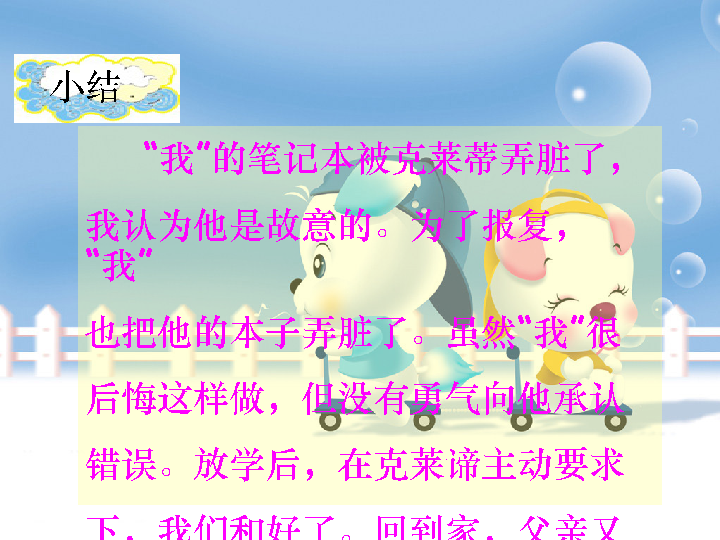 小结
“我”的笔记本被克莱蒂弄脏了，
我认为他是故意的。为了报复，
“我”
也把他的本子弄脏了。虽然“我”很
后悔这样做，但没有勇气向他承认
错误。放学后，在克莱谛主动要求
下，我们和好了。回到家，父亲又